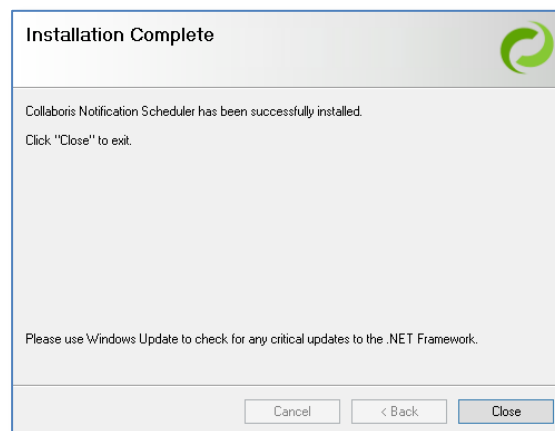 Installation Complete
Collaboris Notification Scheduler has been successfully installed.
Click "Close" to exit.
Please use Windows Update to check for any critical updates to the .NET Framework.
Cancel
< Back
Close